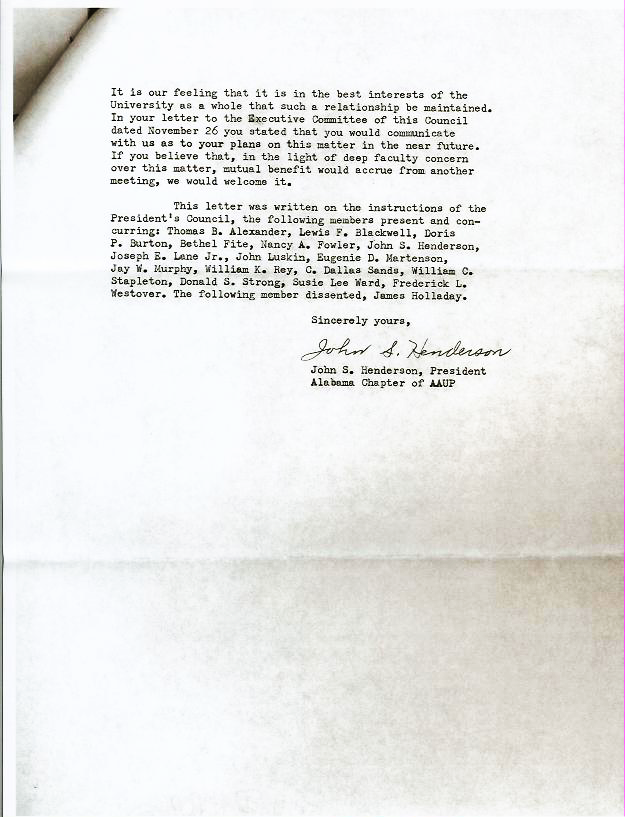 It is our feeling that it is in the best interests of the
University as a whole that such a relationship be maintained.
In your letter to the Executive Committee of this Council
dated November 26 you stated that you would communicate
with us as to your plans on this matter in the near future.
If you believe that, in the light of deep faculty concern
over this matter, mutual benefit would accrue from another
meeting, we would welcome it.
This letter was written on the instructions of the
President's Council, the following members present and con-
curring: Thomas B. Alexander, Lewis F. Blackwell, Doris
P. Burton, Bethel Fite, Nancy A. Fowler, John S. Henderson,
Joseph E. Lane Jr., John Luskin, Eugenie D. Martenson,
Jay W. Murphy, William K. Rey, C. Dallas Sands, William C.
Stapleton, Donald S. Strong, Susie Lee Ward, Frederick L.
Westover. The following member dissented, James Holladay.
Sincerely yours,
John S. Henderson
John S. Henderson, President
Alabama Chapter of AAUP